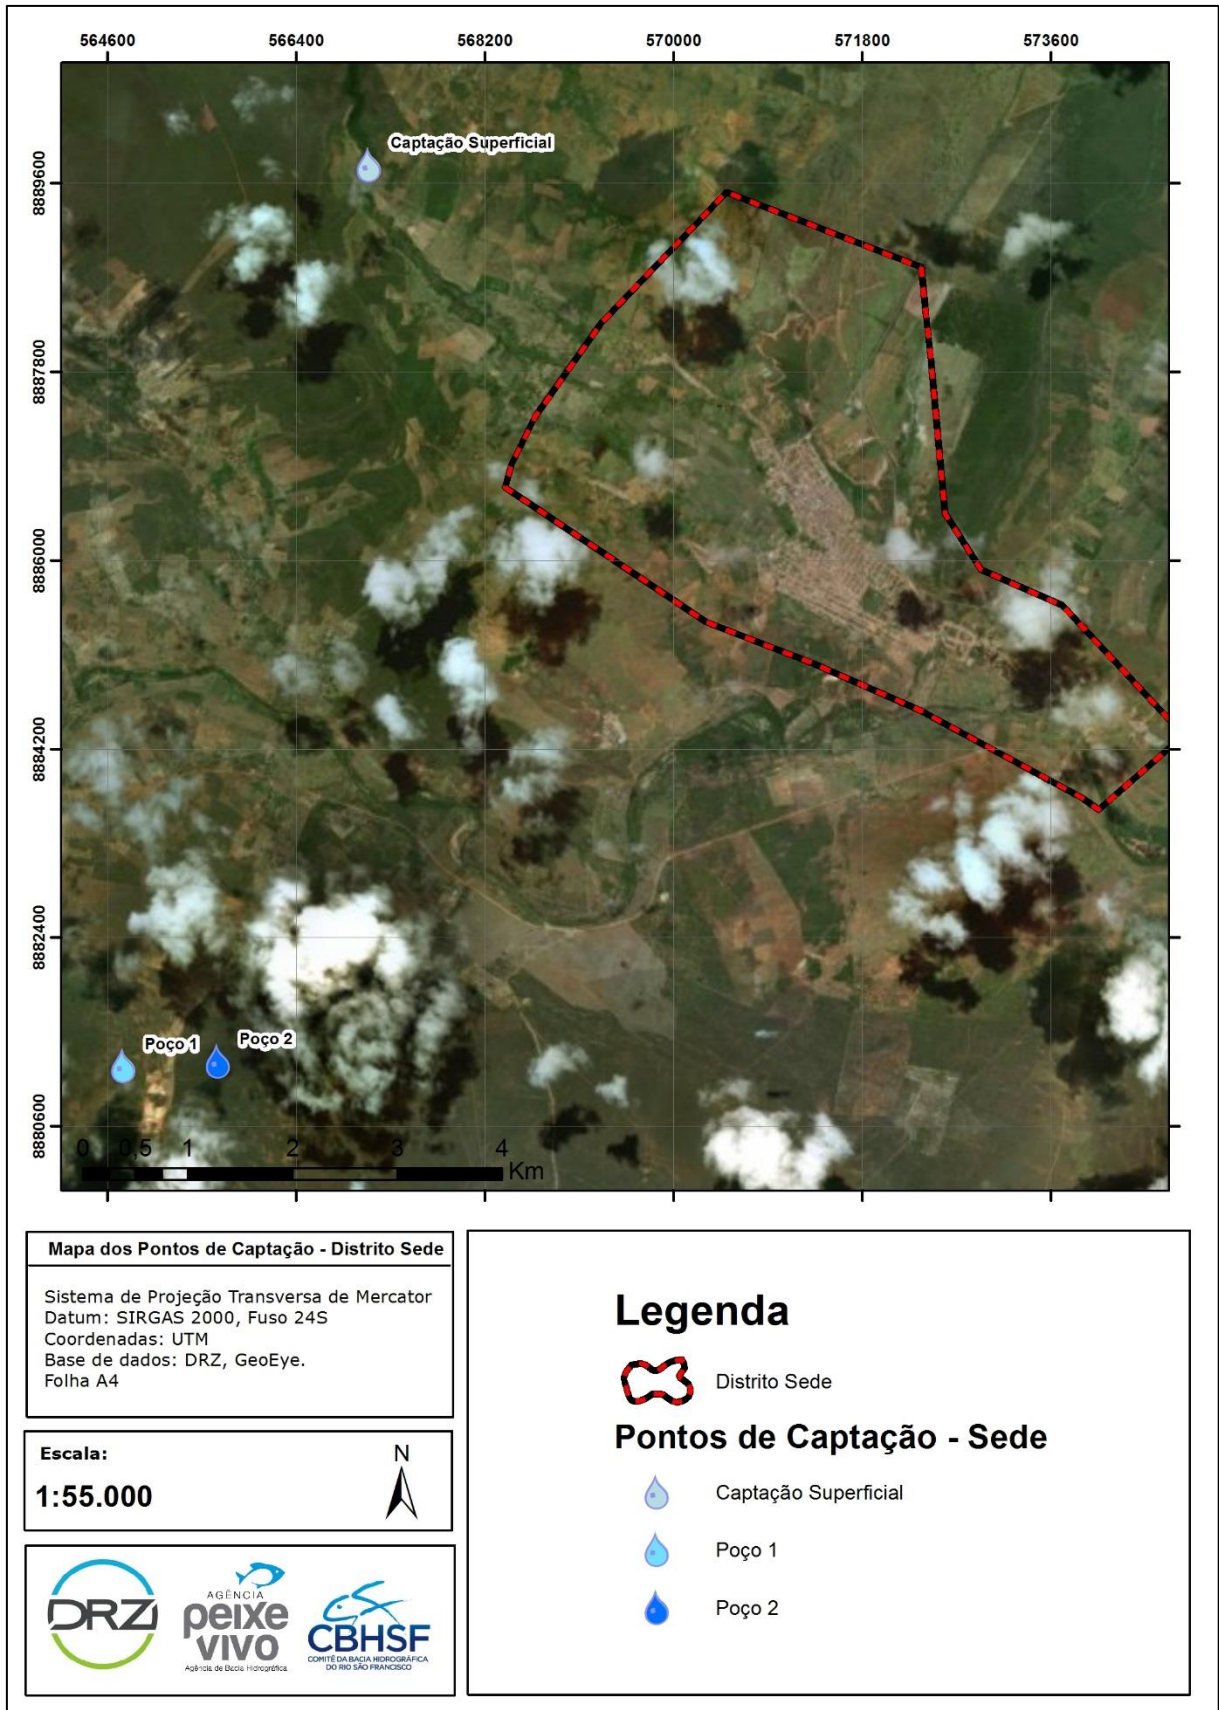 564600 566400 568200 570000 571800 573600
Captação Superficial
8889600
8887800
8886000
8884200
8882400
8880600
Poço 1
Poço 2
0 0,5 1 2 3 4
Km
Mapa dos Pontos de Captação - Distrito Sede
Sistema de Projeção Transversa de Mercator
Datum: SIRGAS 2000, Fuso 24S
Coordenadas: UTM
Base de dados: DRZ, GeoEye.
Folha A4
Escala:
1:55.000
N
DRZ
AGÊNCIA
peixe
vivo
Agência de Bacia Hidrográfica
CBHSF
COMITÊ DA BACIA HIDROGRÁFICA
DO RIO SÃO FRANCISCO
Legenda
Distrito Sede
Pontos de Captação - Sede
Captação Superficial
Poço 1
Poço 2